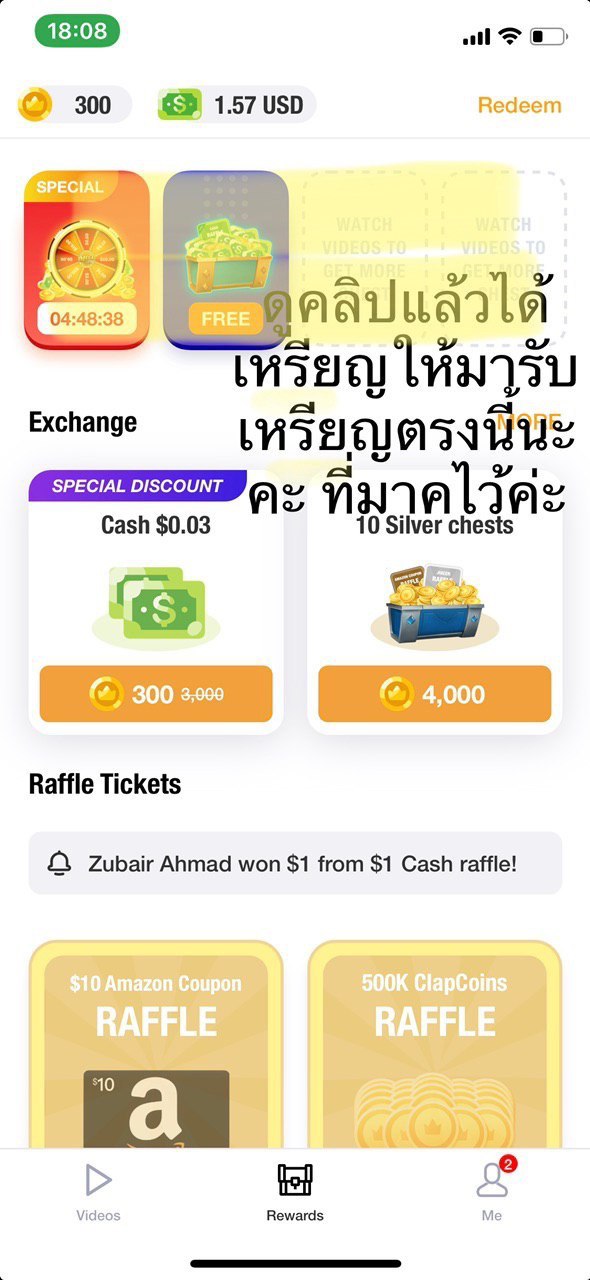 18:08
300
1.57 USD
Redeem
SPECIAL
04:48:38
FREE
WATCH
VIDEOS TO
GET MORE
WATCH
VIDEOS TO
GET MORE
ดูคลิปแล้วได้
เหรียญให้มารับ
เหรียญตรงนี้นะ
คะ ที่มาคไว้ค่ะ
Exchange
MORE
SPECIAL DISCOUNT
Cash $0.03
300 3,000
10 Silver chests
4,000
Raffle Tickets
Zubair Ahmad won $1 from $1 Cash raffle!
$10 Amazon Coupon
RAFFLE
$10
a
500K ClapCoins
RAFFLE
Videos
Rewards
Me
2